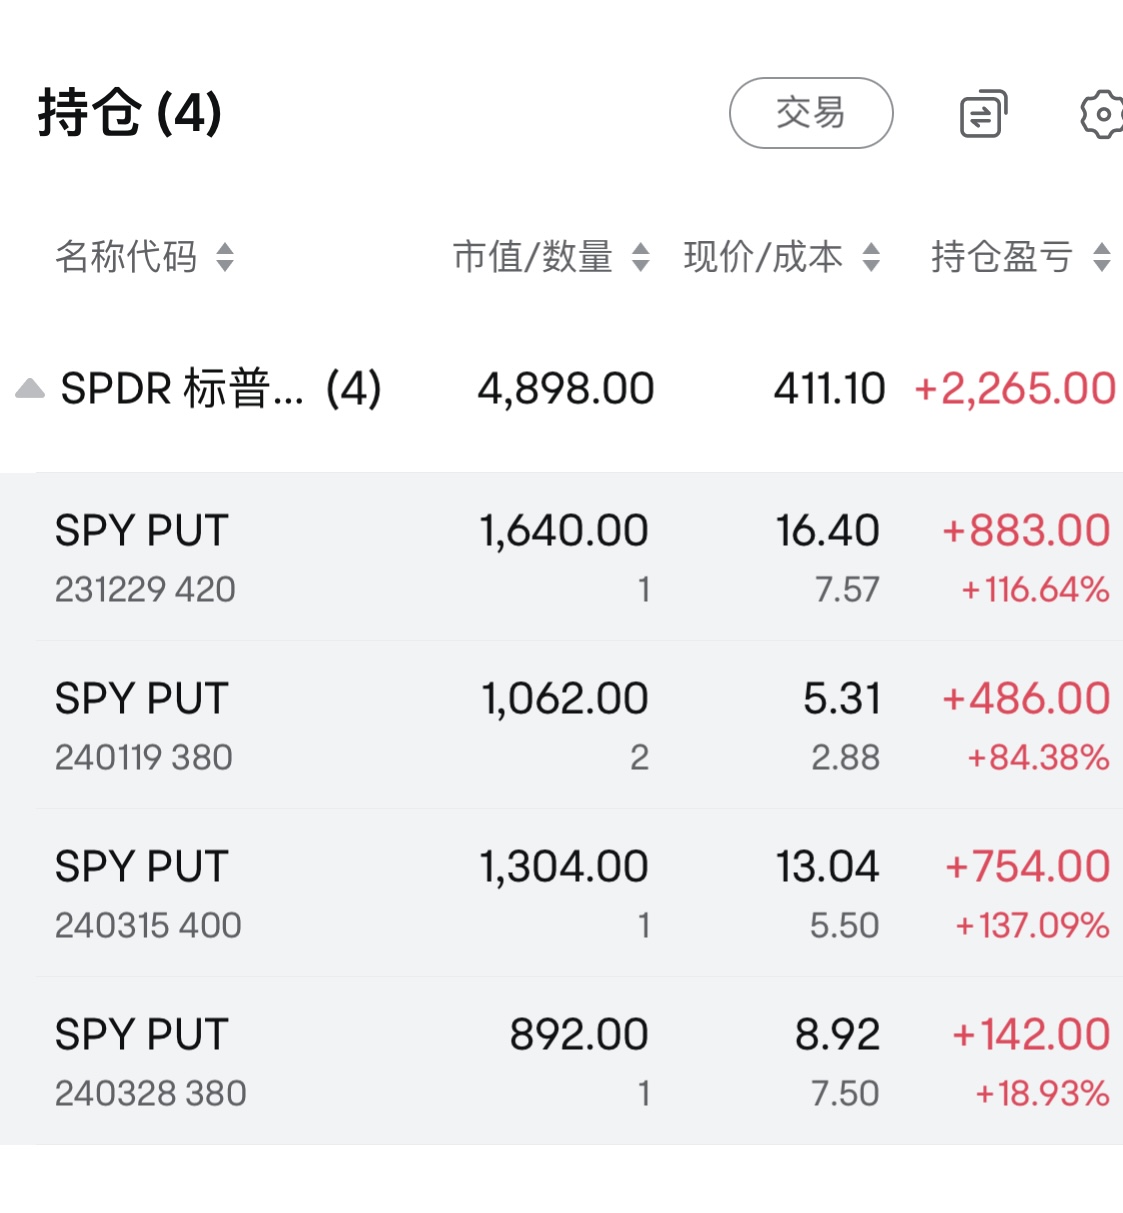 持仓 (4) 交易
名称代码 市值/数量 现价/成本 持仓盈亏
SPDR 标普... (4) 4,898.00 411.10 +2,265.00
SPY PUT 1,640.00 16.40 +883.00
231229 420 1 7.57 +116.64%
SPY PUT 1,062.00 5.31 +486.00
240119 380 2 2.88 +84.38%
SPY PUT 1,304.00 13.04 +754.00
240315 400 1 5.50 +137.09%
SPY PUT 892.00 8.92 +142.00
240328 380 1 7.50 +18.93%